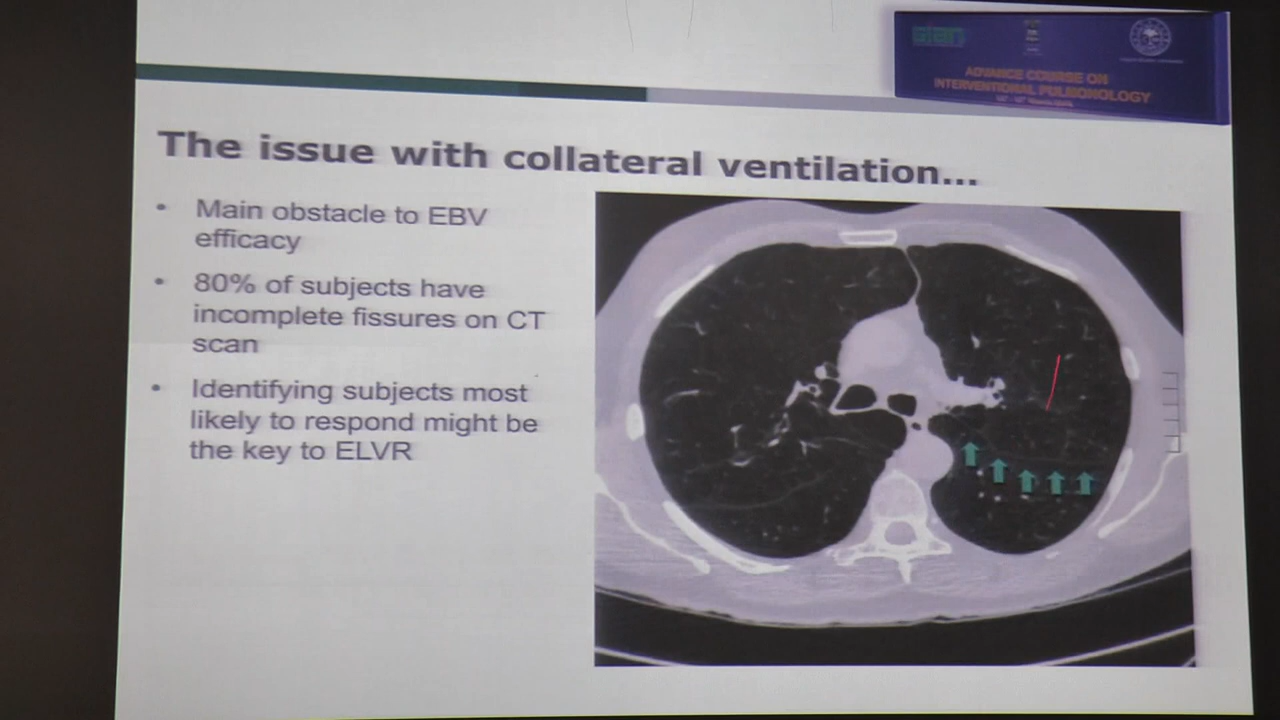 ADVANCE COURSE ON
INTERVENTIONAL PULMONOLOGY
The issue with collateral ventilation...
• Main obstacle to EBV
efficacy
• 80% of subjects have
incomplete fissures on CT
scan
• Identifying subjects most
likely to respond might be
the key to ELVR